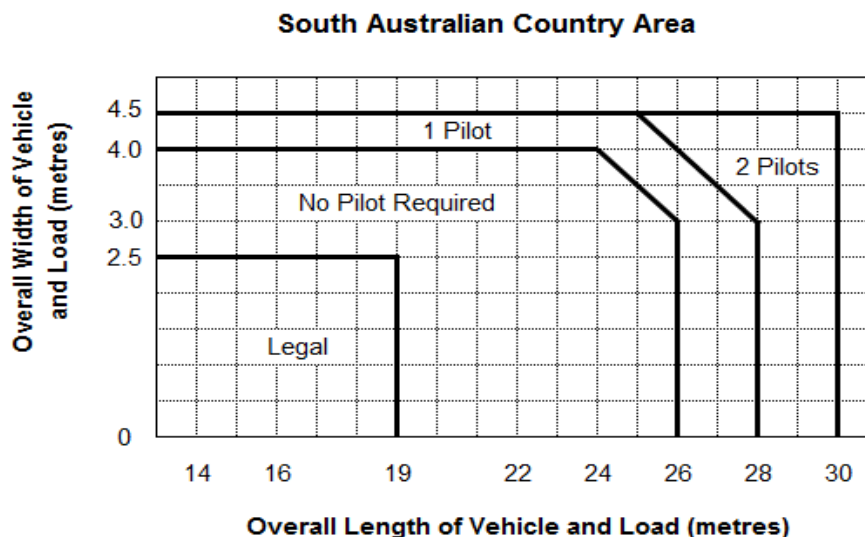 South Australian Country Area
Overall Width of Vehicle
and Load (metres)
4.5
4.0
3.0
2.5
0
1 Pilot
2 Pilots
No Pilot Required
Legal
14 16 19 22 24 26 28 30
Overall Length of Vehicle and Load (metres)